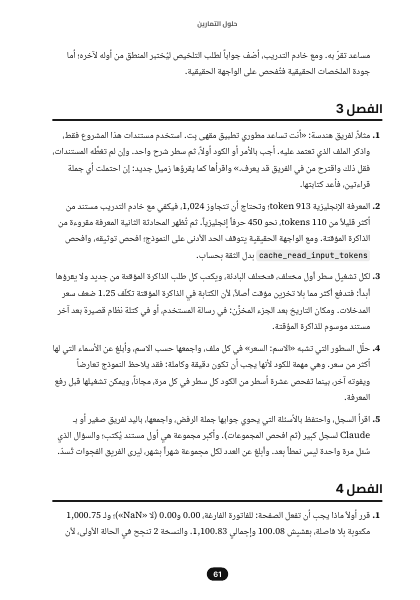 حلول التمارين
مساعد تقرّ به. ومع خادم التدريب، أضف جواباً لطلب التلخيص ليُختبر المنطق من أوله لآخره؛ أما
جودة الملخصات الحقيقية فتُفحص على الواجهة الحقيقية.
الفصل 3
1. مثلاً، لفريق هندسة: «أنت تساعد مطوري تطبيق مقهى بِت. استخدم مستندات هذا المشروع فقط،
واذكر الملف الذي تعتمد عليه. أجب بالأمر أو الكود أولاً، ثم سطر شرح واحد. وإن لم تغطّه المستندات،
فقل ذلك واقترح من في الفريق قد يعرف.» واقرأها كما يقرؤها زميل جديد: إن احتملت أي جملة
قراءتين، فأعد كتابتها.
2. المعرفة الإنجليزية 913 token؛ وتحتاج أن تتجاوز 1,024، فيكفي مع خادم التدريب مستند من
أكثر قليلاً من 110 tokens، نحو 450 حرفاً إنجليزياً. ثم تُظهر المحادثة الثانية المعرفة مقروءة من
الذاكرة المؤقتة. ومع الواجهة الحقيقية يتوقف الحد الأدنى على النموذج؛ افحص توثيقه، وافحص
cache_read_input_tokens بدل الثقة بحساب.
3. لكل تشغيل سطر أول مختلف، فتختلف البادئة، ويكتب كل طلب الذاكرة المؤقتة من جديد ولا يقرؤها
أبداً: فتدفع أكثر مما بلا تخزين مؤقت أصلاً، لأن الكتابة في الذاكرة المؤقتة تكلّف 1.25 ضعف سعر
المدخلات. ومكان التاريخ بعد الجزء المخزّن: في رسالة المستخدم، أو في كتلة نظام قصيرة بعد آخر
مستند موسوم للذاكرة المؤقتة.
4. حلّل السطور التي تشبه «الاسم: السعر» في كل ملف، واجمعها حسب الاسم، وأبلغ عن الأسماء التي لها
أكثر من سعر. وهي مهمة للكود لأنها يجب أن تكون دقيقة وكاملة: فقد يلاحظ النموذج تعارضاً
ويفوته آخر، بينما تفحص عشرة أسطر من الكود كل سطر في كل مرة، مجاناً، ويمكن تشغيلها قبل رفع
المعرفة.
5. اقرأ السجل، واحتفظ بالأسئلة التي يحوي جوابها جملة الرفض، واجمعها، باليد لفريق صغير أو بـ
Claude لسجل كبير (ثم افحص المجموعات). وأكبر مجموعة هي أول مستند يُكتب؛ والسؤال الذي
سُئل مرة واحدة ليس نمطاً بعد. وأبلغ عن العدد لكل مجموعة شهراً بشهر، ليرى الفريق الفجوات تُسدّ.
الفصل 4
1. قرر أولاً ماذا يجب أن تفعل الصفحة: للفاتورة الفارغة، 0.00 و0.00 (لا «NaN»)؛ ولـ 1,000.75
مكتوبة بلا فاصلة، بقشيش 100.08 وإجمالي 1,100.83. والنسخة 2 تنجح في الحالة الأولى، لأن
61